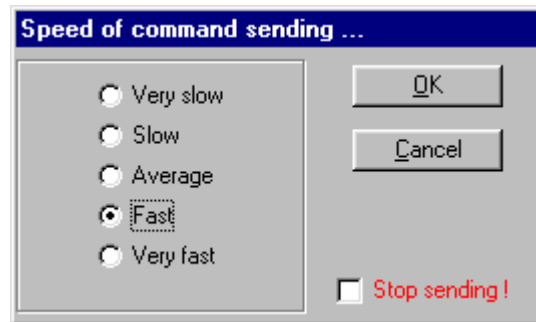 Speed of command sending ...
Very slow
Slow
Average
Fast
Very fast
OK
Cancel
Stop sending !